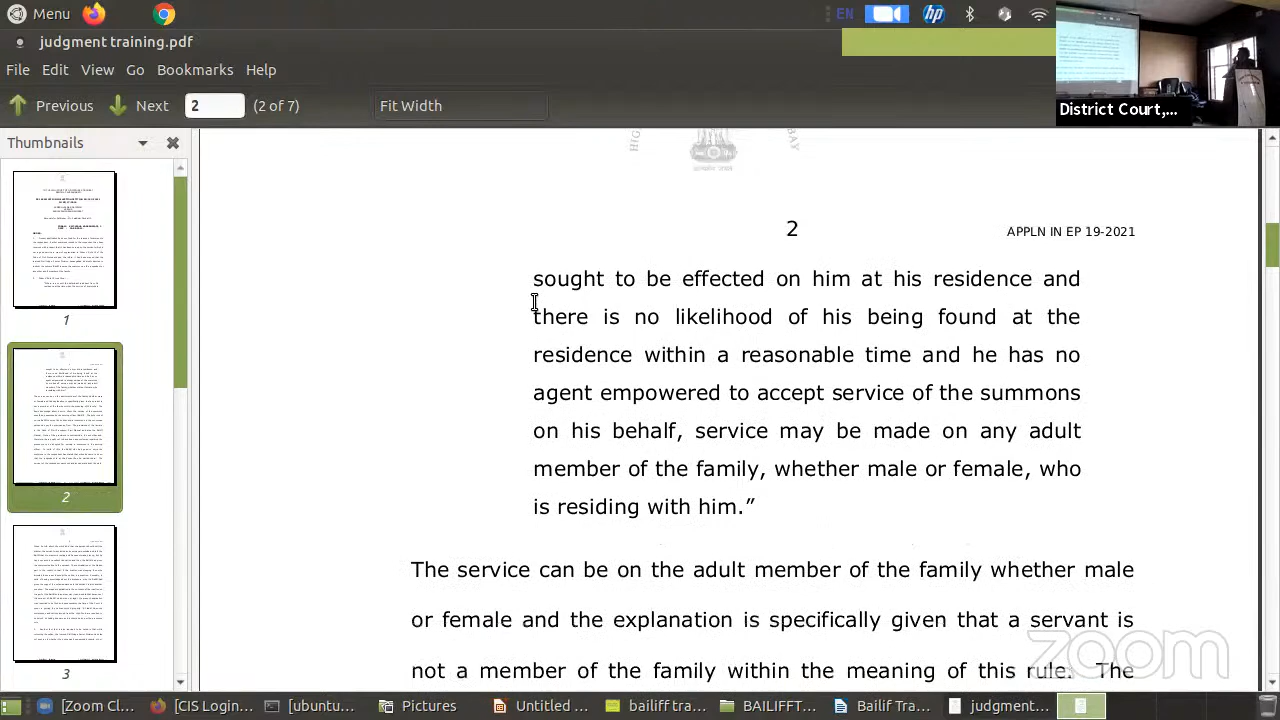 Menu
EN
judgment training.pdf
File Edit View Go Bookmarks Help
Previous Next 2 (2 of 7) Fit Width
District Court,...
Thumbnails
1
2
3
2 APPLN IN EP 19-2021
sought to be effected on him at his residence and
there is no likelihood of his being found at the
residence within a reasonable time and he has no
agent empowered to accept service of the summons
on his behalf, service may be made on any adult
member of the family, whether male or female, who
is residing with him.”
The service can be on the adult member of the family whether male
or female and the explanation is specifically given that a servant is
not a member of the family within the meaning of this rule. The
zoom
[Zoom Cl... [CIS Login... [ubuntu... Pictures Untitle... bailiff tra... BAILIFFT... Bailif Tra... judgment...